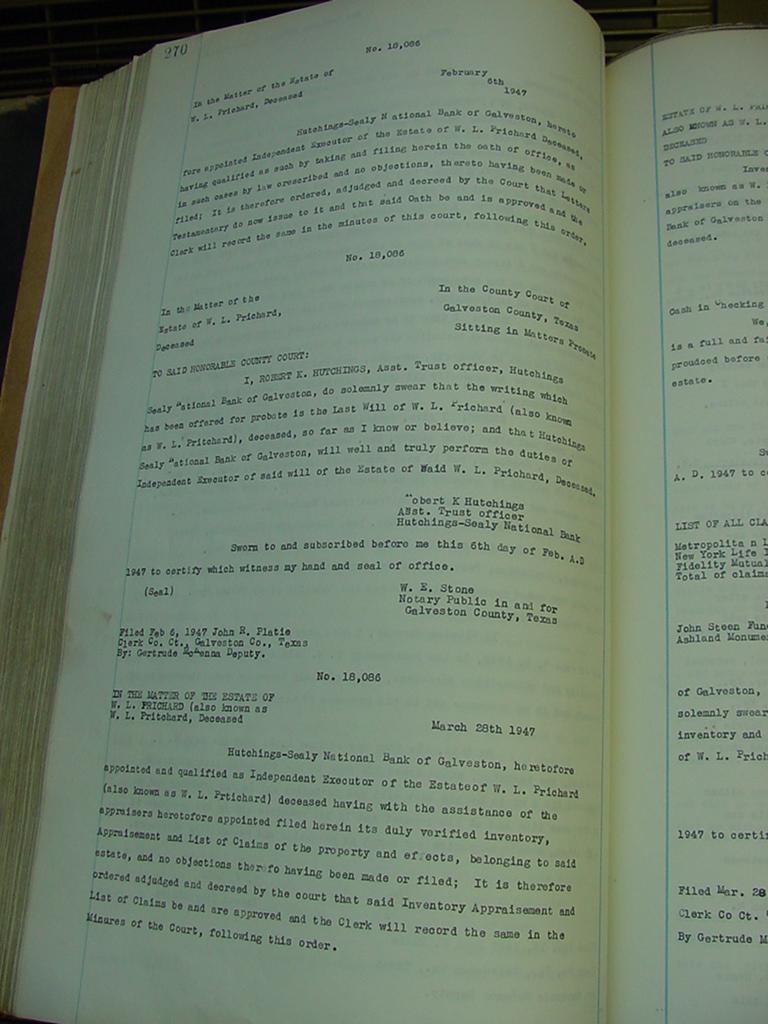 270
No. 18,086
In the Matter of the Estate of
W. L. Prichard, Deceased
February
6th
1947
Hutchings-Sealy N ational Bank of Galveston, hereto
fore appointed Independent Executor of the Estate of W. L. Prichard Deceased,
having qualified as such by taking and filing herein the oath of office, as
in such cases by law orescribed and no objections, thereto having been made or
filed; It is therefore ordered, adjudged and decreed by the Court that Letters
Testamentary do now issue to it and that said Oath be and is approved and the
Clerk will record the same in the minutes of this court, following this order.
No. 18,086
In the Matter of the
Estate of W. L. Prichard,
Deceased
In the County Court of
Galveston County, Texas
Sitting in Matters Probate
TO SAID HONORABLE COUNTY COURT:
I, ROBERT K. HUTCHINGS, Asst. Trust officer, Hutchings
Sealy National Bank of Galveston, do solemnly swear that the writing which
has been offered for probate is the Last Will of W. L. Prichard (also known
as W. L. Pritchard), deceased, so far as I know or believe; and that Hutchings
Sealy National Bank of Galveston, will well and truly perform the duties of
Independent Executor of said will of the Estate of Waid W. L. Prichard, Deceased.
Robert K Hutchings
Asst. Trust officer
Hutchings-Sealy National Bank
Sworn to and subscribed before me this 6th day of Feb. A.D
1947 to certify which witness my hand and seal of office.
(Seal)
W. E. Stone
Notary Public in and for
Galveston County, Texas
Filed Feb 6, 1947 John R. Platte
Clerk Co. Ct., Galveston Co., Texas
By: Gertrude McKenna Deputy.
No. 18,086
IN THE MATTER OF THE ESTATE OF
W. L. PRICHARD (also known as
W. L. Pritchard, Deceased
March 28th 1947
Hutchings-Sealy National Bank of Galveston, heretofore
appointed and qualified as Independent Executor of the Estateof W. L. Prichard
(also known as W. L. Prtichard) deceased having with the assistance of the
appraisers heretofore appointed filed herein its duly verified inventory,
Appraisement and List of Claims of the property and effects, belonging to said
estate, and no objections therefo having been made or filed; It is therefore
ordered adjudged and decreed by the court that said Inventory Appraisement and
List of Claims be and are approved and the Clerk will record the same in the
Minures of the Court, following this order.
ESTATE OF W. L.
ALSO KNOWN AS W. L.
DECEASED
TO SAID HONORABLE
also known as W.
appraisers on the
Bank of Galveston
deceased.
Cash in Checking
We,
is a full and
proudced before
estate.
A. D. 1947 to
LIST OF ALL
Metropolita n
New York Life
Fidelity Mutual
Total of
John Steen
Ashland
of Galveston,
solemnly swear
inventory and
of W. L.
1947 to
Filed Mar. 28
Clerk Co Ct.
By Gertrude